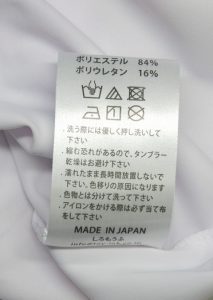 ポリエステル 84%
ポリウレタン 16%
.洗う際には優しく押し洗いして
下さい。
.縮む恐れがあるので、タンブラー
乾燥はお避け下さい
.濡れたまま長時間放置しないで
下さい。色移りの原因になります
.色物とは分けて洗って下さい。
.アイロンをかける際は必ず当て布
をして下さい。
MADE IN JAPAN
しろもうふ